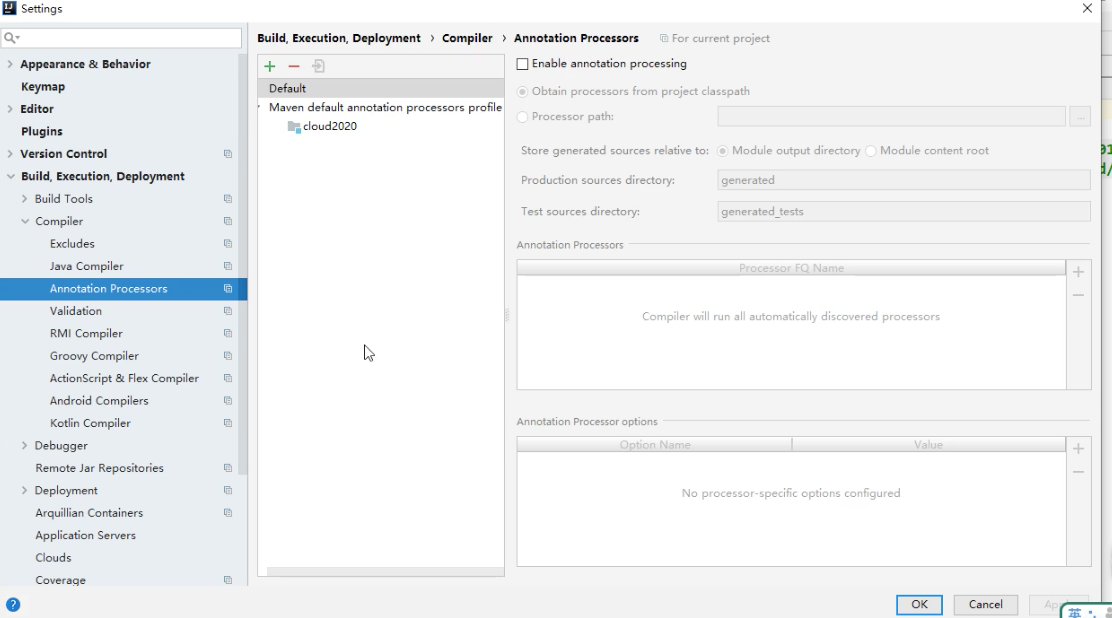 Settings
Build, Execution, Deployment › Compiler › Annotation Processors For current project
Appearance & Behavior
Keymap
Editor
Plugins
Version Control
Build, Execution, Deployment
Build Tools
Compiler
Excludes
Java Compiler
Annotation Processors
Validation
RMI Compiler
Groovy Compiler
ActionScript & Flex Compiler
Android Compilers
Kotlin Compiler
Debugger
Remote Jar Repositories
Deployment
Arquillian Containers
Application Servers
Clouds
Coverage
Default
Maven default annotation processors profile
cloud2020
Enable annotation processing
Obtain processors from project classpath
Processor path:
...
Store generated sources relative to: Module output directory Module content root
Production sources directory: generated
Test sources directory: generated_tests
Annotation Processors
Processor FQ Name
Compiler will run all automatically discovered processors
Annotation Processor options
Option Name Value
No processor-specific options configured
OK Cancel
英